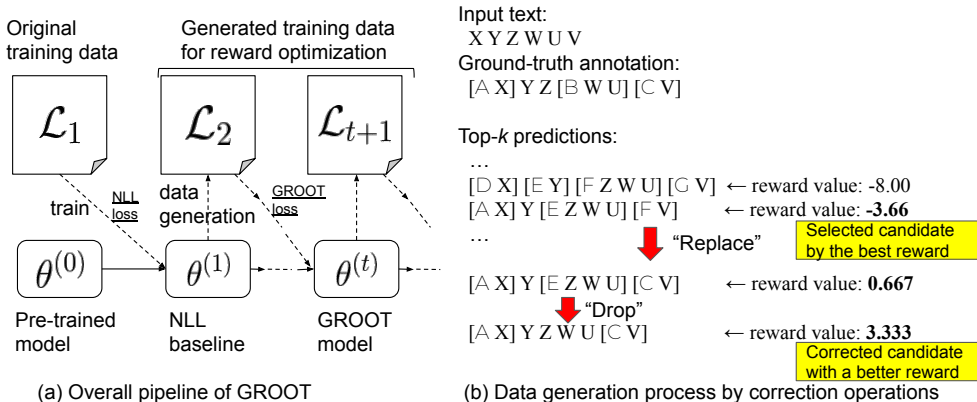 Original
training data
Generated training data
for reward optimization
ℒ₁
ℒ₂
ℒₜ₊₁
train
NLL
loss
data
generation
GROOT
loss
θ⁽⁰⁾
θ⁽¹⁾
θ⁽ᵗ⁾
Pre-trained
model
NLL
baseline
GROOT
model
(a) Overall pipeline of GROOT
Input text:
X Y Z W U V
Ground-truth annotation:
[A X] Y Z [B W U] [C V]
Top-k predictions:
...
[D X] [E Y] [F Z W U] [G V] ← reward value: -8.00
[A X] Y [E Z W U] [F V] ← reward value: -3.66
Selected candidate
by the best reward
...
“Replace”
[A X] Y [E Z W U] [C V] ← reward value: 0.667
“Drop”
[A X] Y Z W U [C V] ← reward value: 3.333
Corrected candidate
with a better reward
(b) Data generation process by correction operations